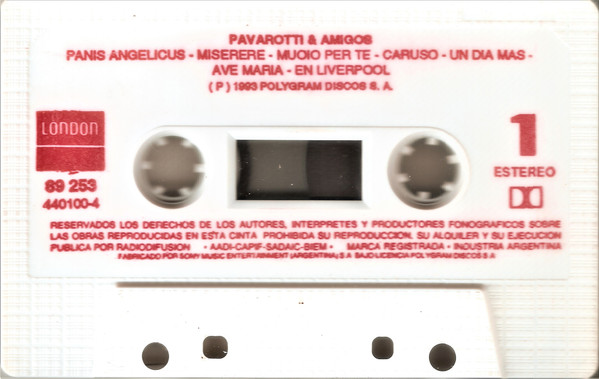 PAVAROTTI & AMIGOS
PANIS ANGELICUS - MISERERE - MUOIO PER TE - CARUSO - UN DIA MAS -
AVE MARIA - EN LIVERPOOL
( P ) 1993 POLYGRAM DISCOS S. A.
LONDON
1
ESTEREO
89 253
440100-4
RESERVADOS LOS DERECHOS DE LOS AUTORES, INTERPRETES Y PRODUCTORES FONOGRAFICOS SOBRE
LAS OBRAS REPRODUCIDAS EN ESTA CINTA PROHIBIDA SU REPRODUCCION, SU ALQUILER Y SU EJECUCION
PUBLICA POR RADIODIFUSION - AADI-CAPIF-SADAIC-BIEM - MARCA REGISTRADA - INDUSTRIA ARGENTINA
FABRICADO POR SONY MUSIC ENTERTAINMENT (ARGENTINA) S A BAJO LICENCIA POLYGRAM DISCOS S A